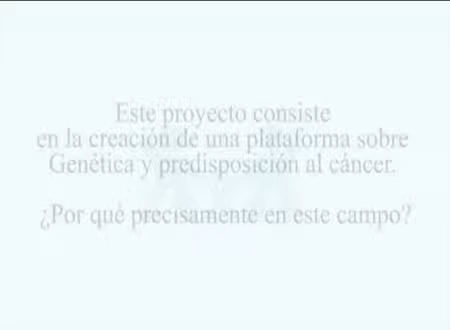 Este proyecto consiste
en la creación de una plataforma sobre
Genética y predisposición al cáncer.
¿Por qué precisamente en este campo?